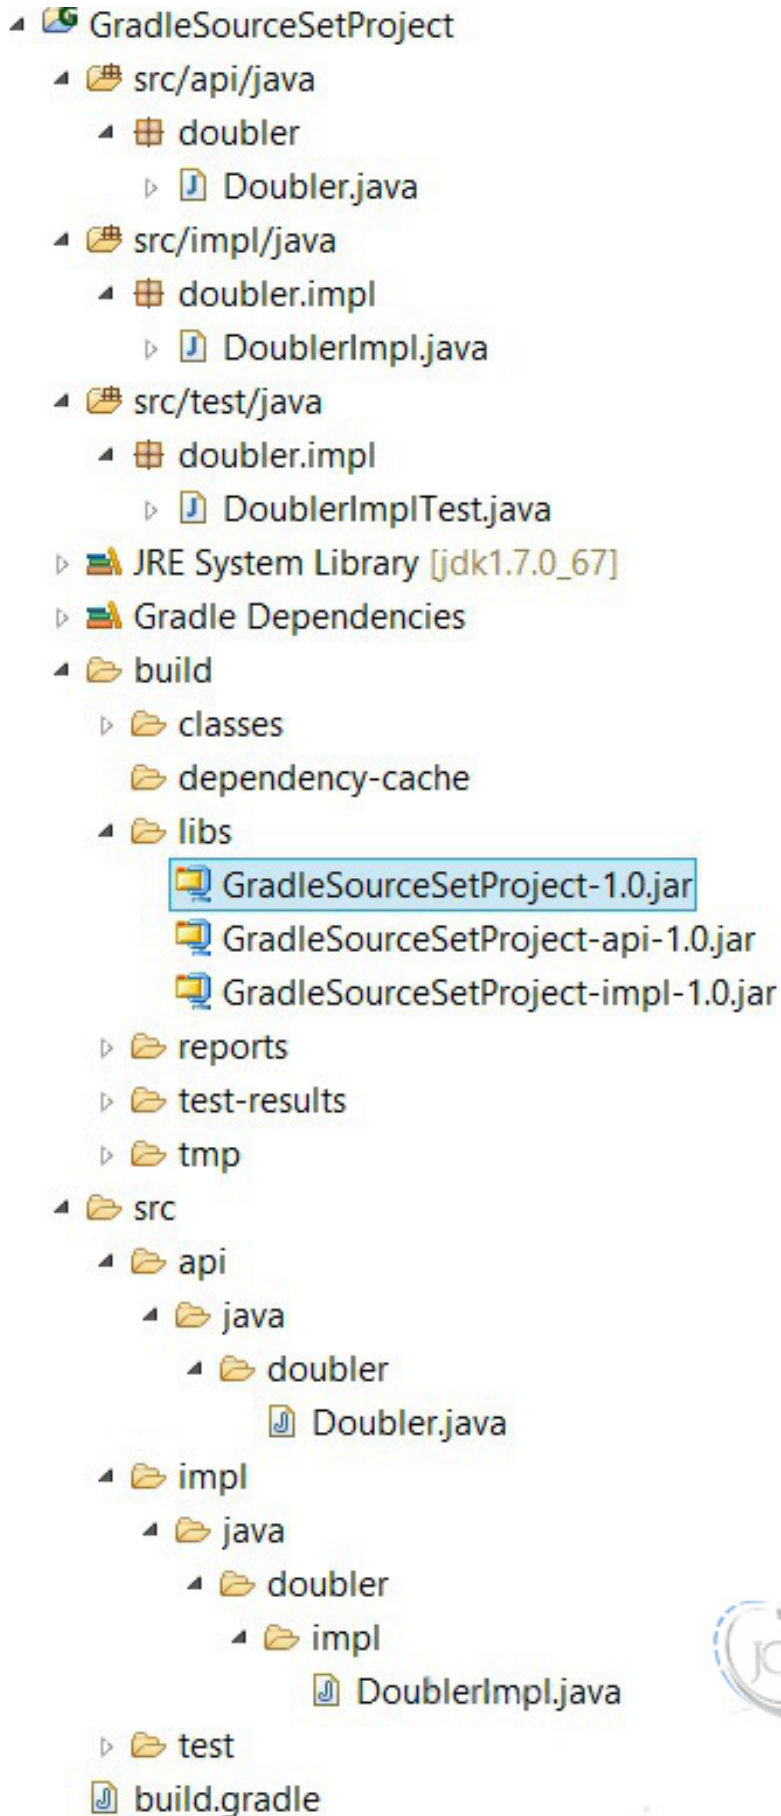 GradleSourceSetProject
src/api/java
doubler
Doubler.java
src/impl/java
doubler.impl
DoublerImpl.java
src/test/java
doubler.impl
DoublerImplTest.java
JRE System Library [jdk1.7.0_67]
Gradle Dependencies
build
classes
dependency-cache
libs
GradleSourceSetProject-1.0.jar
GradleSourceSetProject-api-1.0.jar
GradleSourceSetProject-impl-1.0.jar
reports
test-results
tmp
src
api
java
doubler
Doubler.java
impl
java
doubler
impl
DoublerImpl.java
test
build.gradle